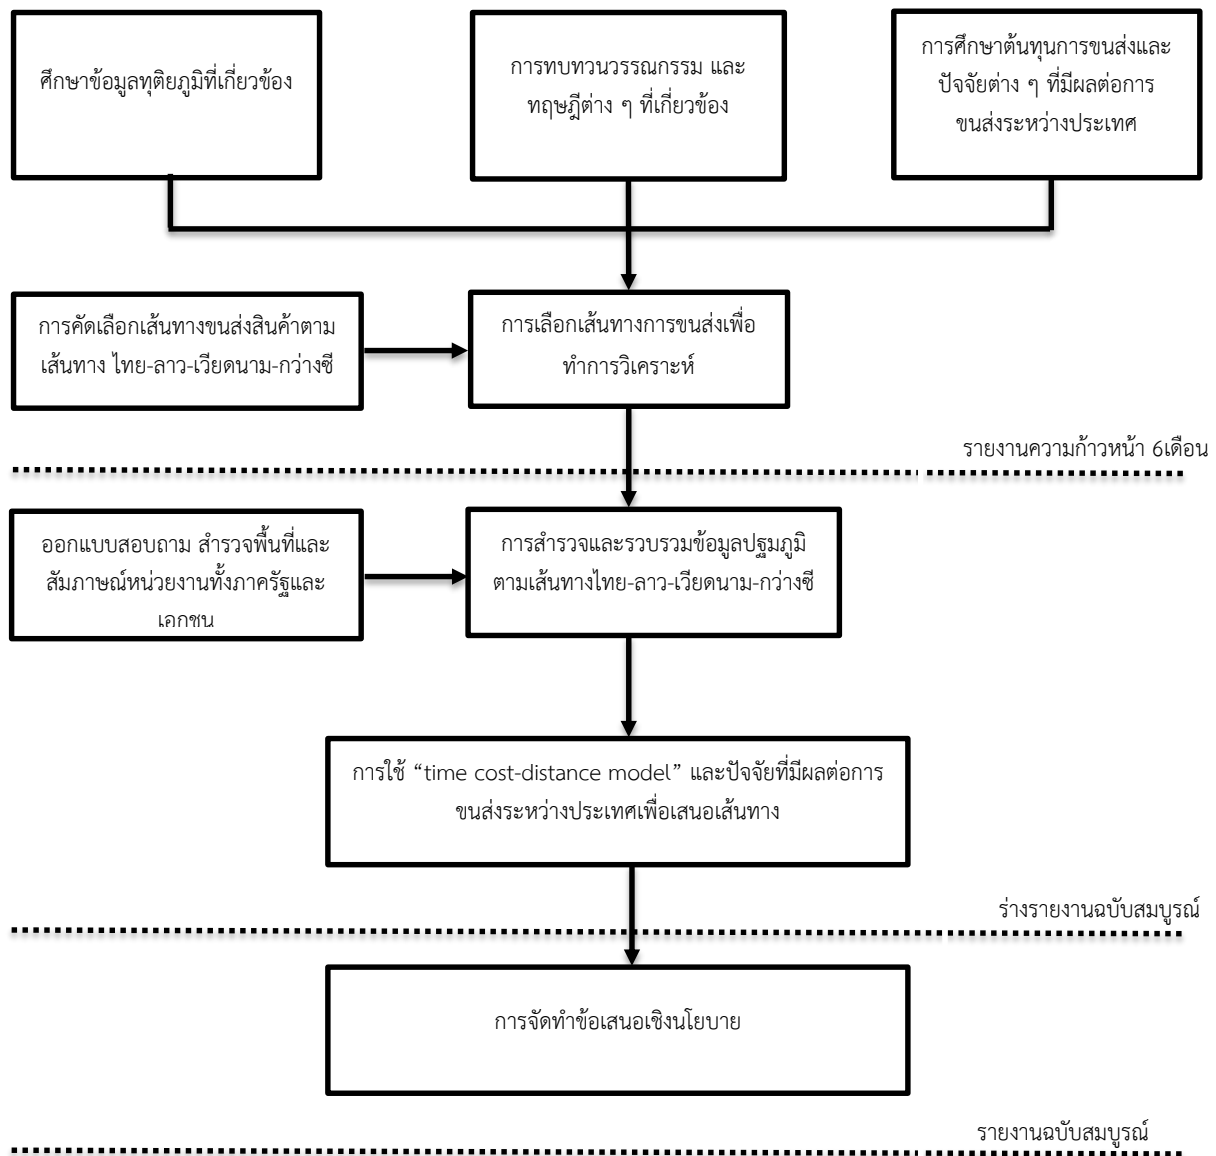 ศึกษาข้อมูลทุติยภูมิที่เกี่ยวข้อง
การทบทวนวรรณกรรม และ
ทฤษฎีต่าง ๆ ที่เกี่ยวข้อง
การศึกษาต้นทุนการขนส่งและ
ปัจจัยต่าง ๆ ที่มีผลต่อการ
ขนส่งระหว่างประเทศ
การคัดเลือกเส้นทางขนส่งสินค้าตาม
เส้นทาง ไทย-ลาว-เวียดนาม-กว่างซี
การเลือกเส้นทางการขนส่งเพื่อ
ทำการวิเคราะห์
รายงานความก้าวหน้า 6เดือน
ออกแบบสอบถาม สำรวจพื้นที่และ
สัมภาษณ์หน่วยงานทั้งภาครัฐและ
เอกชน
การสำรวจและรวบรวมข้อมูลปฐมภูมิ
ตามเส้นทางไทย-ลาว-เวียดนาม-กว่างซี
การใช้ “time cost-distance model” และปัจจัยที่มีผลต่อการ
ขนส่งระหว่างประเทศเพื่อเสนอเส้นทาง
ร่างรายงานฉบับสมบูรณ์
การจัดทำข้อเสนอเชิงนโยบาย
รายงานฉบับสมบูรณ์